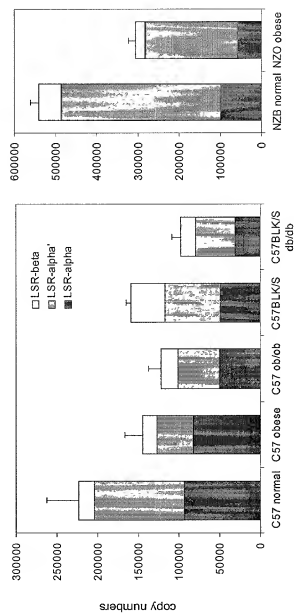 copy numbers
300000
250000
200000
150000
100000
50000
0
LSR-beta
LSR-alpha'
LSR-alpha
C57 normal
C57 obese
C57 ob/ob
C57BLK/S
C57BLK/S
db/db
600000
500000
400000
300000
200000
100000
0
NZB normal
NZO obese